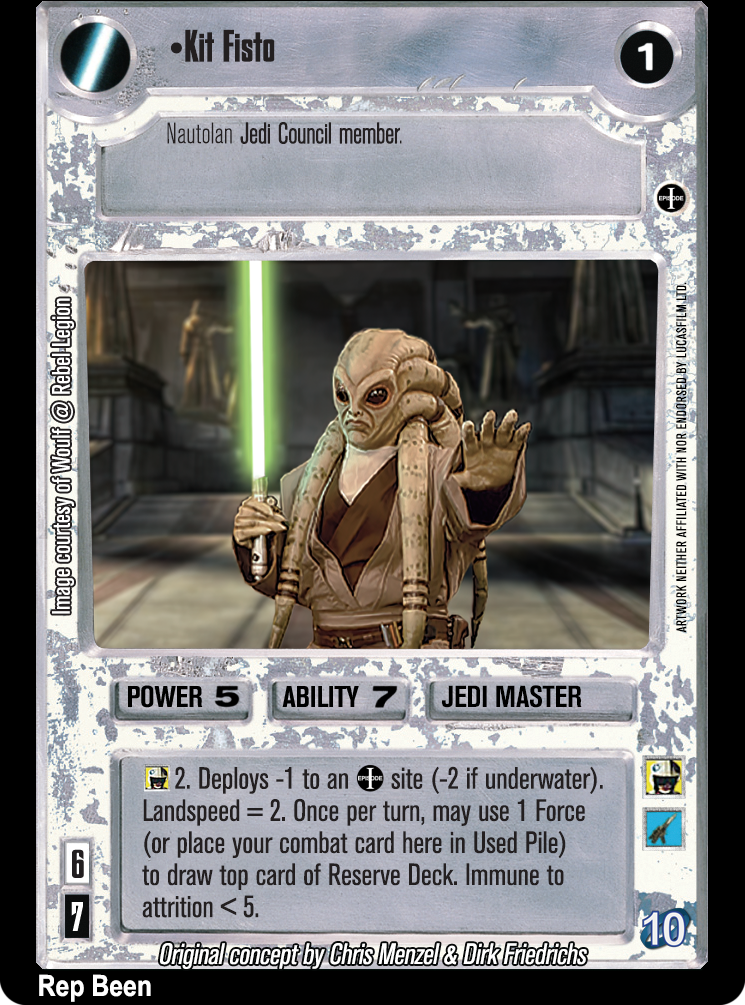 •Kit Fisto
1
Nautolan Jedi Council member.
EPISODE I
Image courtesy of Woulf @ Rebel Legion
ARTWORK NEITHER AFFILIATED WITH NOR ENDORSED BY LUCASFILM LTD.
POWER 5
ABILITY 7
JEDI MASTER
2. Deploys -1 to an EPISODE I site (-2 if underwater).
Landspeed = 2. Once per turn, may use 1 Force
(or place your combat card here in Used Pile)
to draw top card of Reserve Deck. Immune to
attrition < 5.
6
7
10
Original concept by Chris Menzel & Dirk Friedrichs
Rep Been